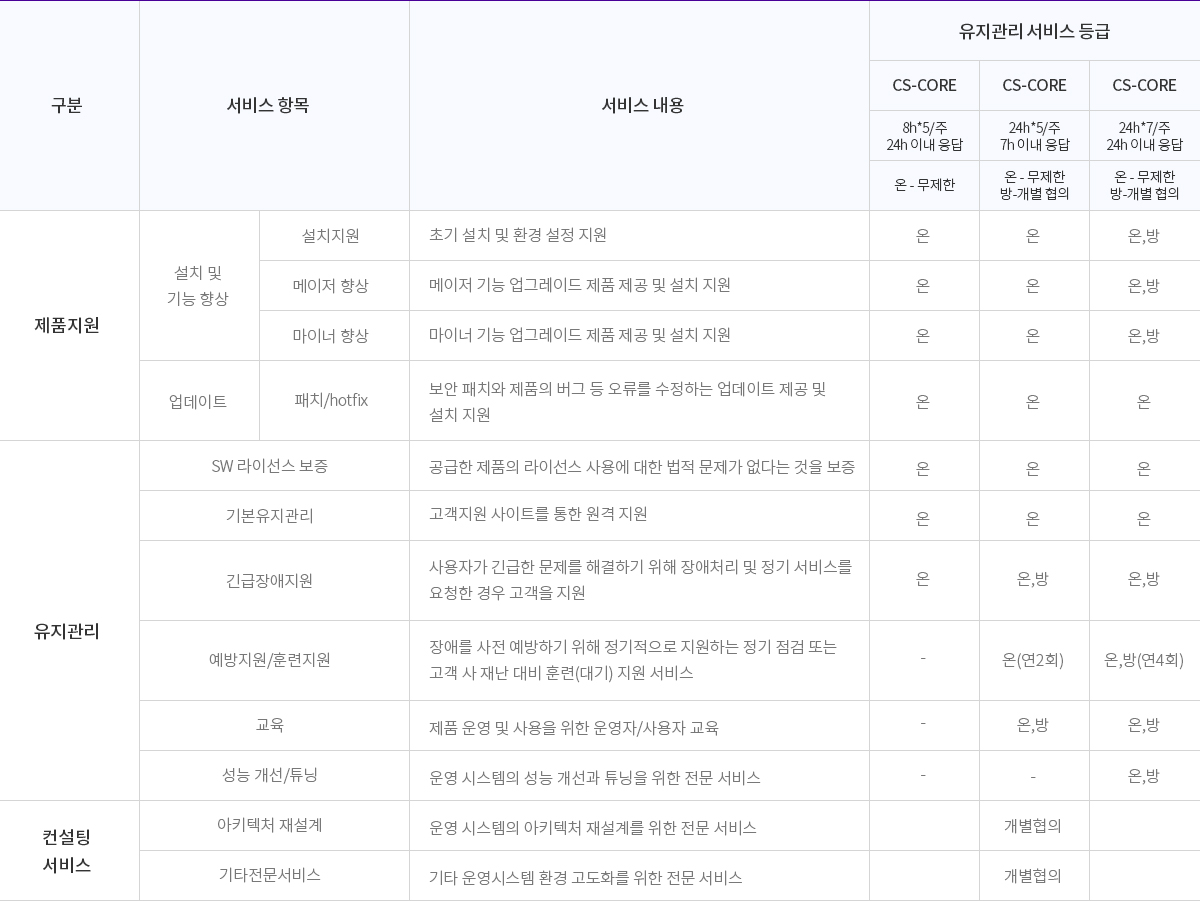 구분
서비스 항목
서비스 내용
유지관리 서비스 등급
CS-CORE
CS-CORE
CS-CORE
8h*5/주
24h 이내 응답
24h*5/주
7h 이내 응답
24h*7/주
24h 이내 응답
온 - 무제한
온 - 무제한
방-개별 협의
온 - 무제한
방-개별 협의
제품지원
설치 및
기능 향상
설치지원
초기 설치 및 환경 설정 지원
온
온
온,방
메이저 향상
메이저 기능 업그레이드 제품 제공 및 설치 지원
온
온
온,방
마이너 향상
마이너 기능 업그레이드 제품 제공 및 설치 지원
온
온
온,방
업데이트
패치/hotfix
보안 패치와 제품의 버그 등 오류를 수정하는 업데이트 제공 및
설치 지원
온
온
온
유지관리
SW 라이선스 보증
공급한 제품의 라이선스 사용에 대한 법적 문제가 없다는 것을 보증
온
온
온
기본유지관리
고객지원 사이트를 통한 원격 지원
온
온
온
긴급장애지원
사용자가 긴급한 문제를 해결하기 위해 장애처리 및 정기 서비스를
요청한 경우 고객을 지원
온
온,방
온,방
예방지원/훈련지원
장애를 사전 예방하기 위해 정기적으로 지원하는 정기 점검 또는
고객 사 재난 대비 훈련(대기) 지원 서비스
-
온(연2회)
온,방(연4회)
교육
제품 운영 및 사용을 위한 운영자/사용자 교육
-
온,방
온,방
성능 개선/튜닝
운영 시스템의 성능 개선과 튜닝을 위한 전문 서비스
-
-
온,방
컨설팅
서비스
아키텍처 재설계
운영 시스템의 아키텍처 재설계를 위한 전문 서비스
개별협의
기타전문서비스
기타 운영시스템 환경 고도화를 위한 전문 서비스
개별협의